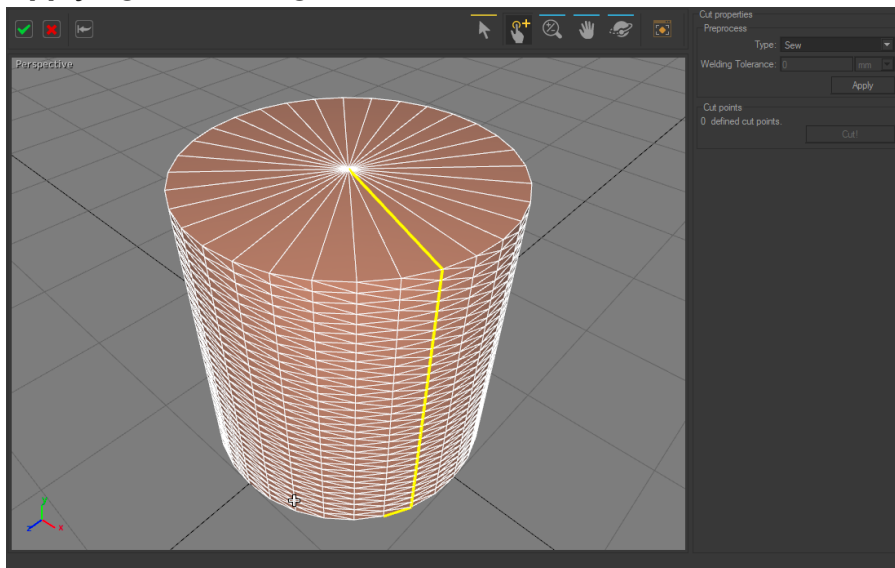 Cut properties
Preprocess
Type: Sew
Welding Tolerance: 0 mm
Apply
Cut points
0 defined cut points.
Cut!
Perspective
y
z
x